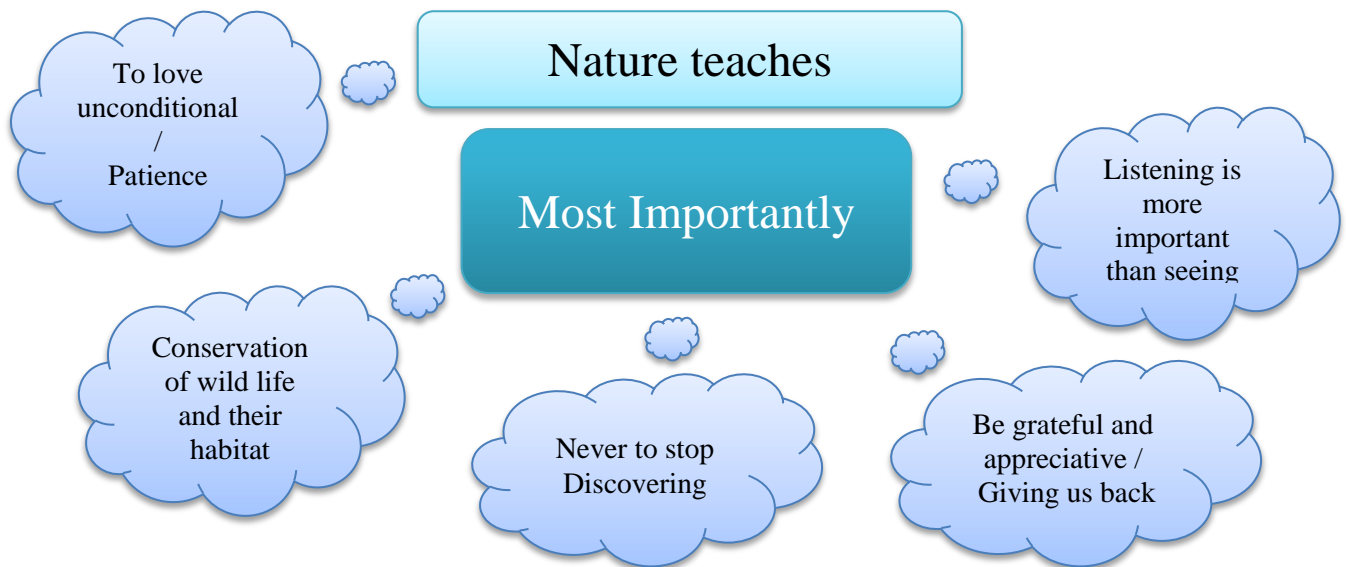 Nature teaches
Most Importantly
To love
unconditional
/
Patience
Conservation
of wild life
and their
habitat
Never to stop
Discovering
Be grateful and
appreciative /
Giving us back
Listening is
more
important
than seeing